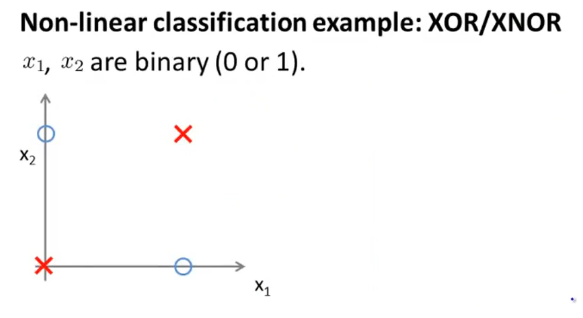 Non-linear classification example: XOR/XNOR
x₁, x₂ are binary (0 or 1).
x₂
x₁